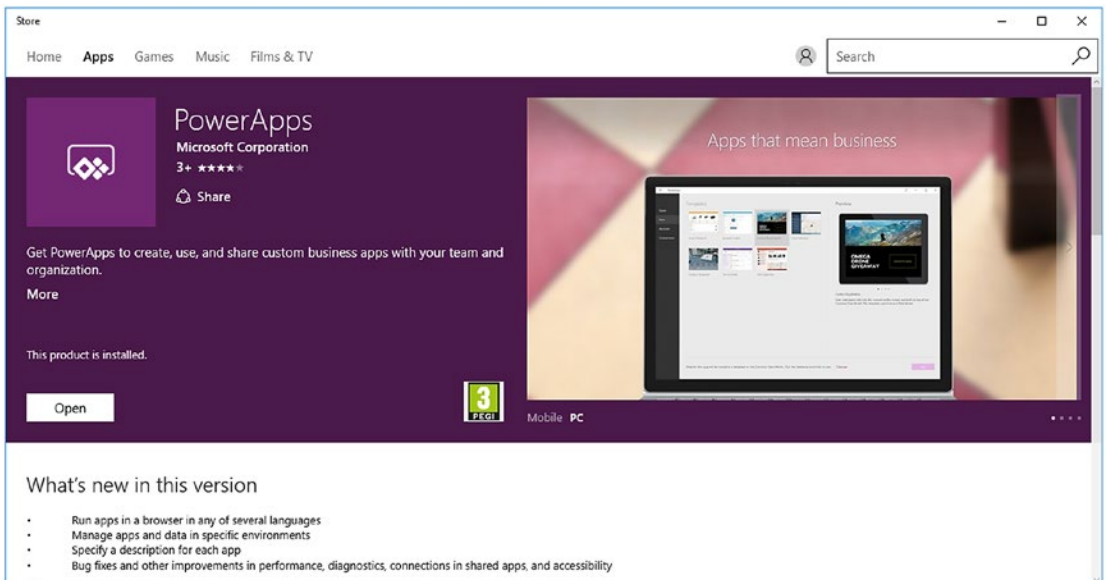 Store
Home Apps Games Music Films & TV
Search
PowerApps
Microsoft Corporation
3+
Share
Get PowerApps to create, use, and share custom business apps with your team and
organization.
More
This product is installed.
Open
3
PEGI
Apps that mean business
OMEGA
DRONE
GIVEAWAY
Mobile PC
What's new in this version
Run apps in a browser in any of several languages
Manage apps and data in specific environments
Specify a description for each app
Bug fixes and other improvements in performance, diagnostics, connections in shared apps, and accessibility